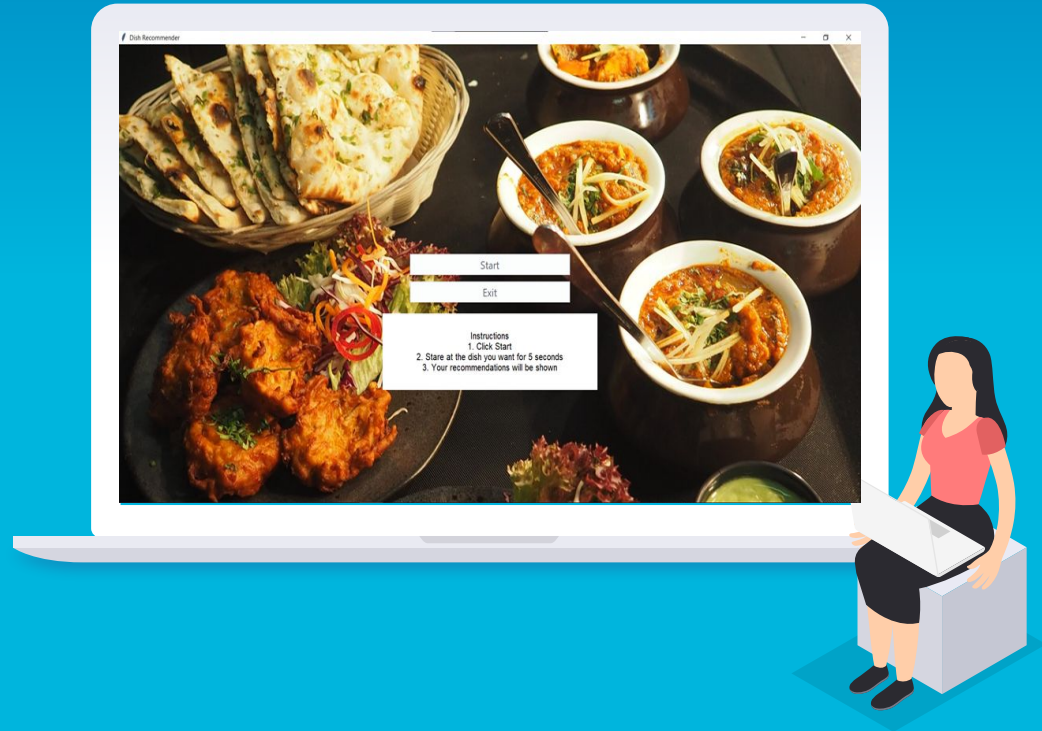 Dish Recommender
Start
Exit
Instructions
1. Click Start
2. Stare at the dish you want for 5 seconds
3. Your recommendations will be shown